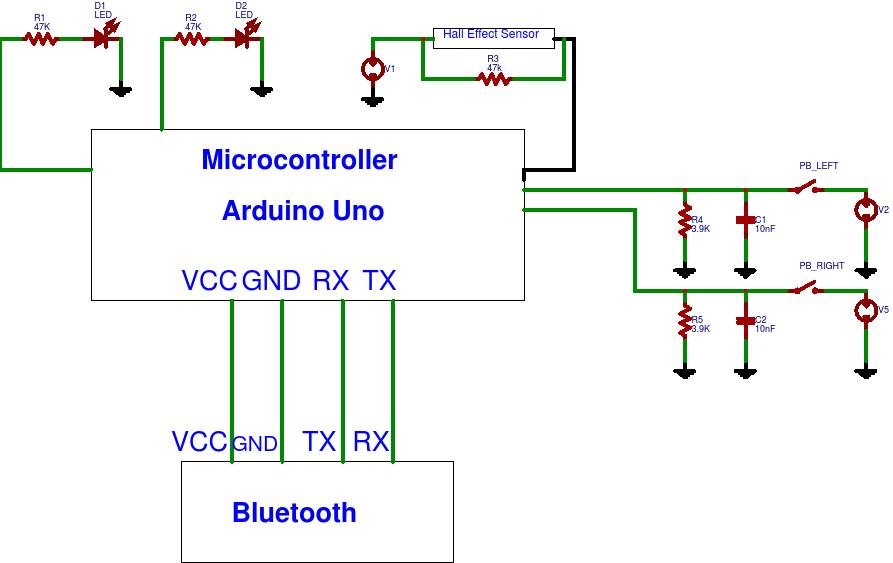 D1
LED
R1
47K
D2
LED
R2
47K
Hall Effect Sensor
R3
47k
V1
Microcontroller
Arduino Uno
VCC GND RX TX
PB_LEFT
R4
3.9K
C1
10nF
V2
PB_RIGHT
R5
3.9K
C2
10nF
V5
VCC GND TX RX
Bluetooth